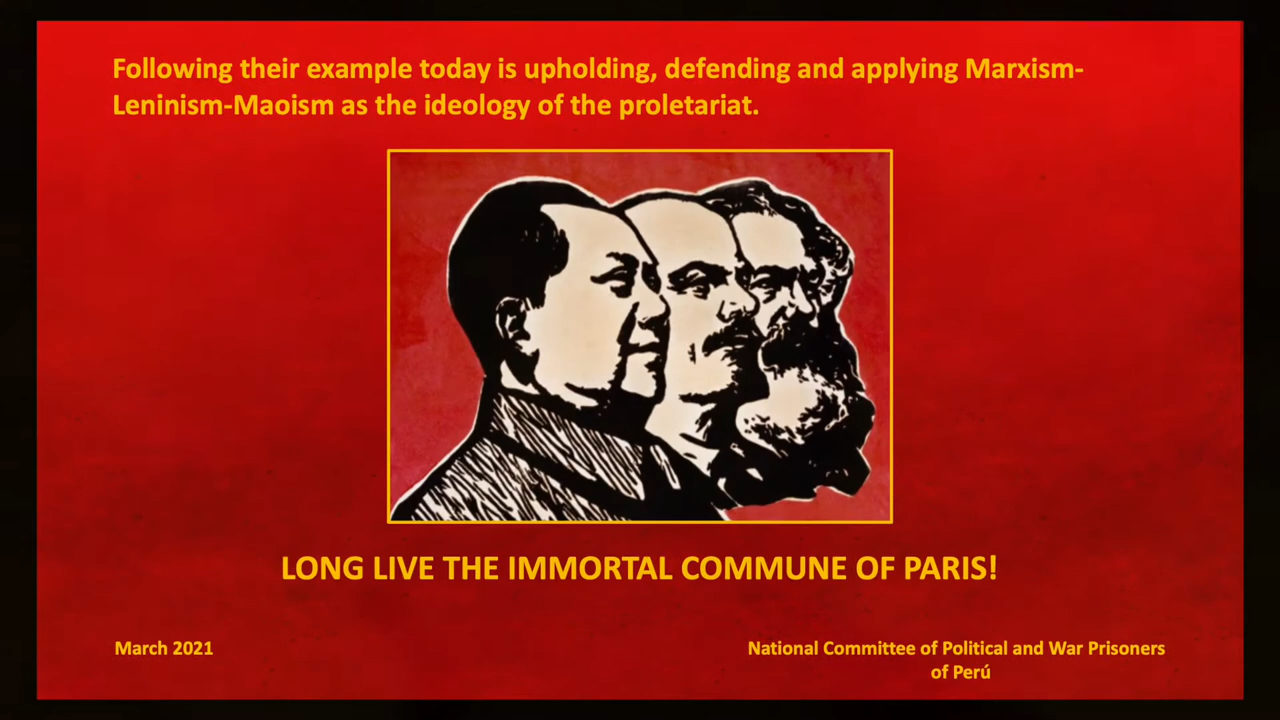 Following their example today is upholding, defending and applying Marxism-
Leninism-Maoism as the ideology of the proletariat.
LONG LIVE THE IMMORTAL COMMUNE OF PARIS!
March 2021
National Committee of Political and War Prisoners
of Perú